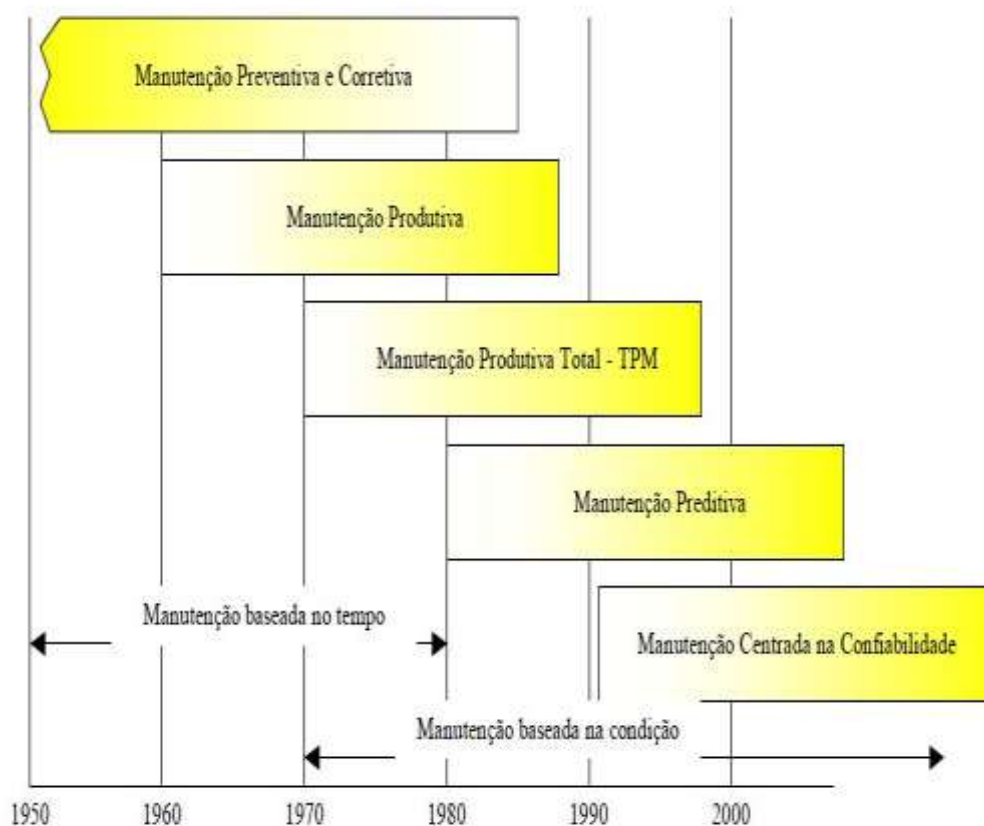 Manutenção Preventiva e Corretiva
Manutenção Produtiva
Manutenção Produtiva Total - TPM
Manutenção Preditiva
Manutenção baseada no tempo
Manutenção Centrada na Confiabilidade
Manutenção baseada na condição
1950 1960 1970 1980 1990 2000